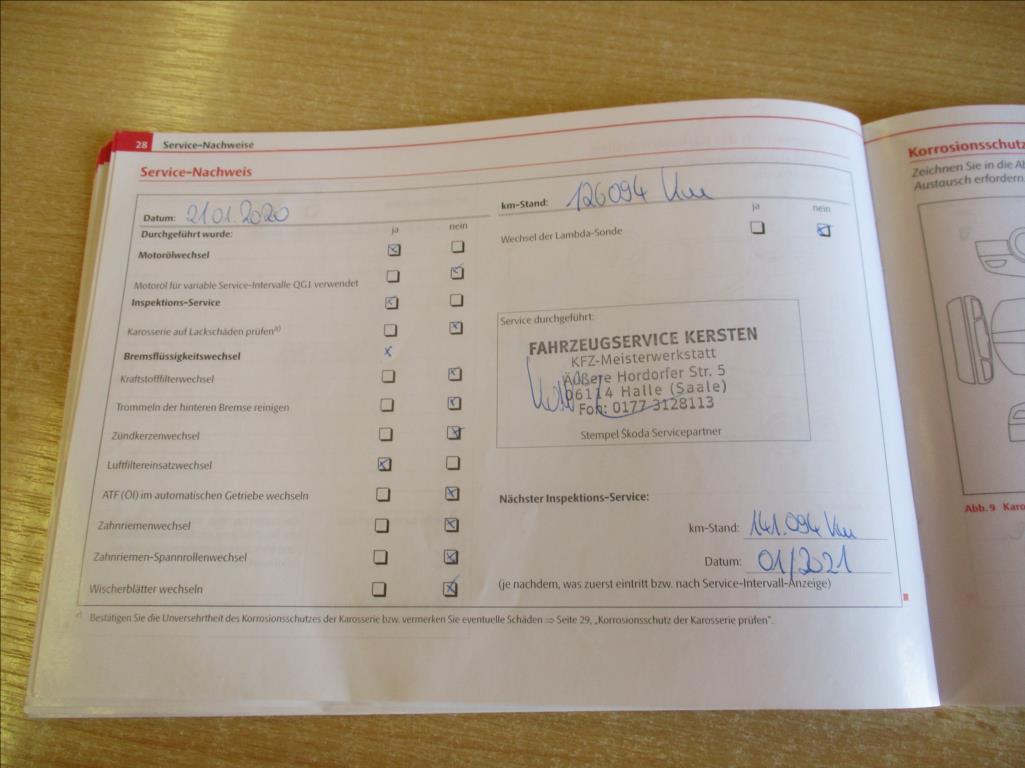 28 Service-Nachweise
Service-Nachweis
Datum: 21.01.2020
Durchgeführt wurde: ja nein
Motorölwechsel
Motoröl für variable Service-Intervalle QG1 verwendet
Inspektions-Service
Karosserie auf Lackschäden prüfen a)
Bremsflüssigkeitswechsel x
Kraftstofffilterwechsel
Trommeln der hinteren Bremse reinigen
Zündkerzenwechsel
Luftfiltereinsatzwechsel
ATF (Öl) im automatischen Getriebe wechseln
Zahnriemenwechsel
Zahnriemen-Spannrollenwechsel
Wischerblätter wechseln
km-Stand: 126094 km
ja nein
Wechsel der Lambda-Sonde
Service durchgeführt:
FAHRZEUGSERVICE KERSTEN
KFZ-Meisterwerkstatt
Äußere Hordorfer Str. 5
06114 Halle (Saale)
Fon: 0177 3128113
Stempel Škoda Servicepartner
Nächster Inspektions-Service:
km-Stand: 141.094 km
Datum: 01/2021
(je nachdem, was zuerst eintritt bzw. nach Service-Intervall-Anzeige)
a) Bestätigen Sie die Unversehrtheit des Korrosionsschutzes der Karosserie bzw. vermerken Sie eventuelle Schäden ⇒ Seite 29, „Korrosionsschutz der Karosserie prüfen".
Korrosionsschutz
Zeichnen Sie in die
Austausch erfordern
Abb. 9